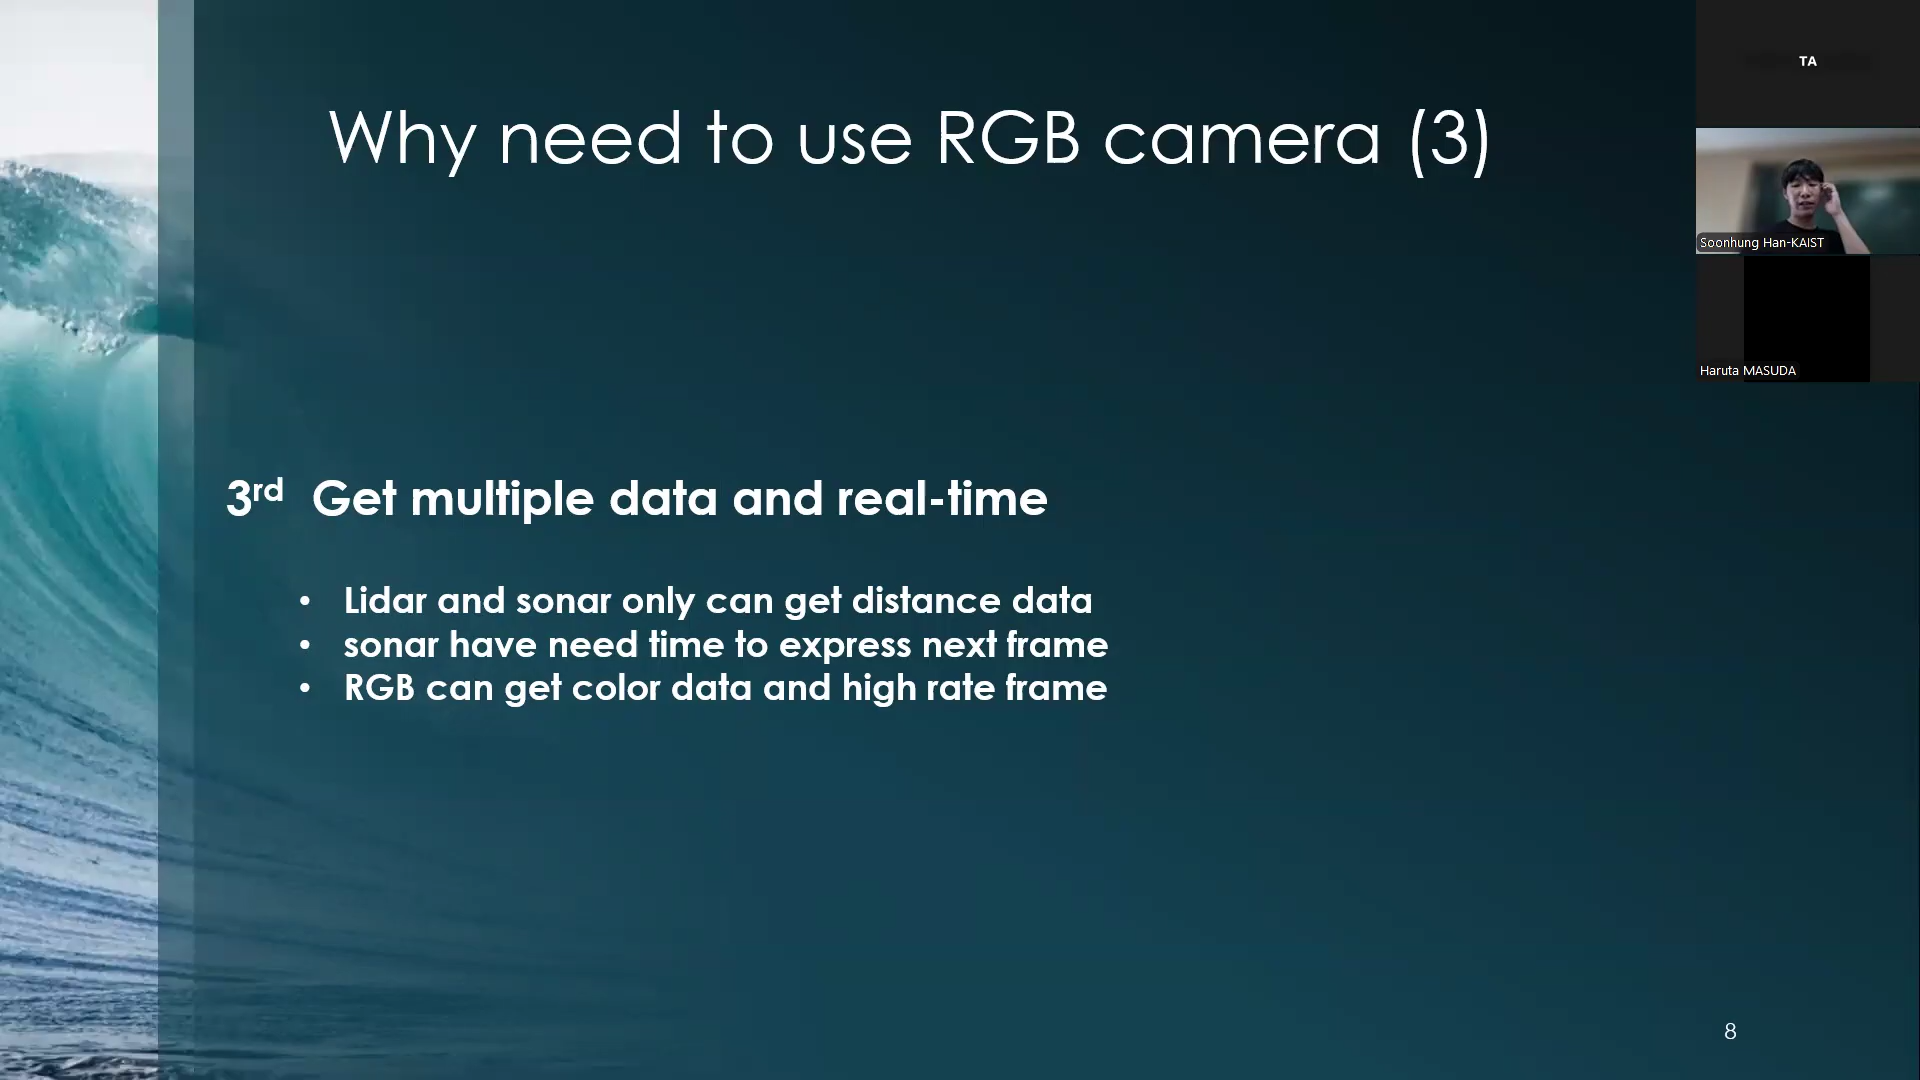 Why need to use RGB camera (3)
3rd Get multiple data and real-time
• Lidar and sonar only can get distance data
• sonar have need time to express next frame
• RGB can get color data and high rate frame
8
TA
Soonhung Han-KAIST
Haruta MASUDA